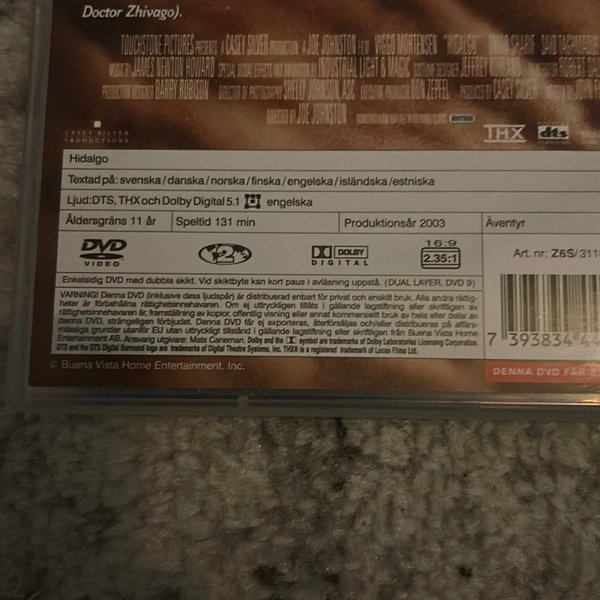 Doctor Zhivago).
TOUCHSTONE PICTURES PRESENTS A CASEY SILVER PRODUCTION A JOE JOHNSTON FILM VIGGO MORTENSEN "HIDALGO" OMAR SHARIF SAID TAGHMAOUI
MUSIC BY JAMES NEWTON HOWARD SPECIAL VISUAL EFFECTS AND ANIMATION BY INDUSTRIAL LIGHT & MAGIC COSTUME DESIGNER JEFFREY
PRODUCTION DESIGNER BARRY ROBISON DIRECTOR OF PHOTOGRAPHY SHELLY JOHNSON, ASC EXECUTIVE PRODUCER DON ZEPFEL PRODUCED BY CASEY SILVER WRITTEN BY JOHN
DIRECTED BY JOE JOHNSTON
CASEY SILVER
PRODUCTIONS
THX dts
Hidalgo
Textad på: svenska/danska/norska/finska/engelska/isländska/estniska
Ljud: DTS, THX och Dolby Digital 5.1 engelska
Åldersgräns 11 år Speltid 131 min Produktionsår 2003 Äventyr
DVD VIDEO 2 DOLBY DIGITAL 16:9 2.35:1
Art. nr: Z6S/311
Enkelsidig DVD med dubbla skikt. Vid skiktbyte kan kort paus i avläsning uppstå. (DUAL LAYER, DVD 9)
VARNING! Denna DVD (inklusive dess ljudspår) är distribuerad enbart för privat och enskilt bruk. Alla andra rättig-
heter är förbehållna rättighetsinnehavaren. Om ej uttryckligen tillåts i gällande lagstiftning eller skriftligen av
rättighetsinnehavaren är, framställning av kopior, offentlig visning eller annat kommersiellt bruk av hela eller delar av
denna DVD, strängeligen förbjudet. Denna DVD får ej exporteras, återförsäljas och/eller distribueras på affärs-
mässiga grunder utanför EU utan uttryckligt tillstånd i gällande lagstiftning eller skriftligen från Buena Vista Home
Entertainment AB. Ansvarig utgivare: Mats Caneman. Dolby and the symbol are trademarks of Dolby Laboratories Licensing Corporation.
DTS and the DTS Digital Surround logo are trademarks of Digital Theatre Systems, Inc. THX® is a registered trademark of Lucas Films Ltd.
7 393834 44
DENNA DVD FÅR E
© Buena Vista Home Entertainment, Inc.